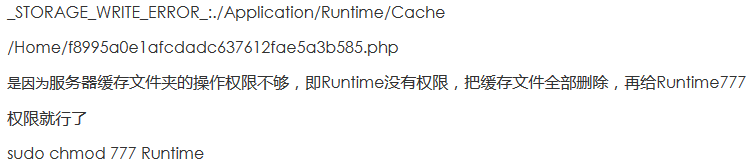 _STORAGE_WRITE_ERROR_:./Application/Runtime/Cache
/Home/f8995a0e1afcdadc637612fae5a3b585.php
是因为服务器缓存文件夹的操作权限不够，即Runtime没有权限，把缓存文件全部删除，再给Runtime777
权限就行了
sudo chmod 777 Runtime